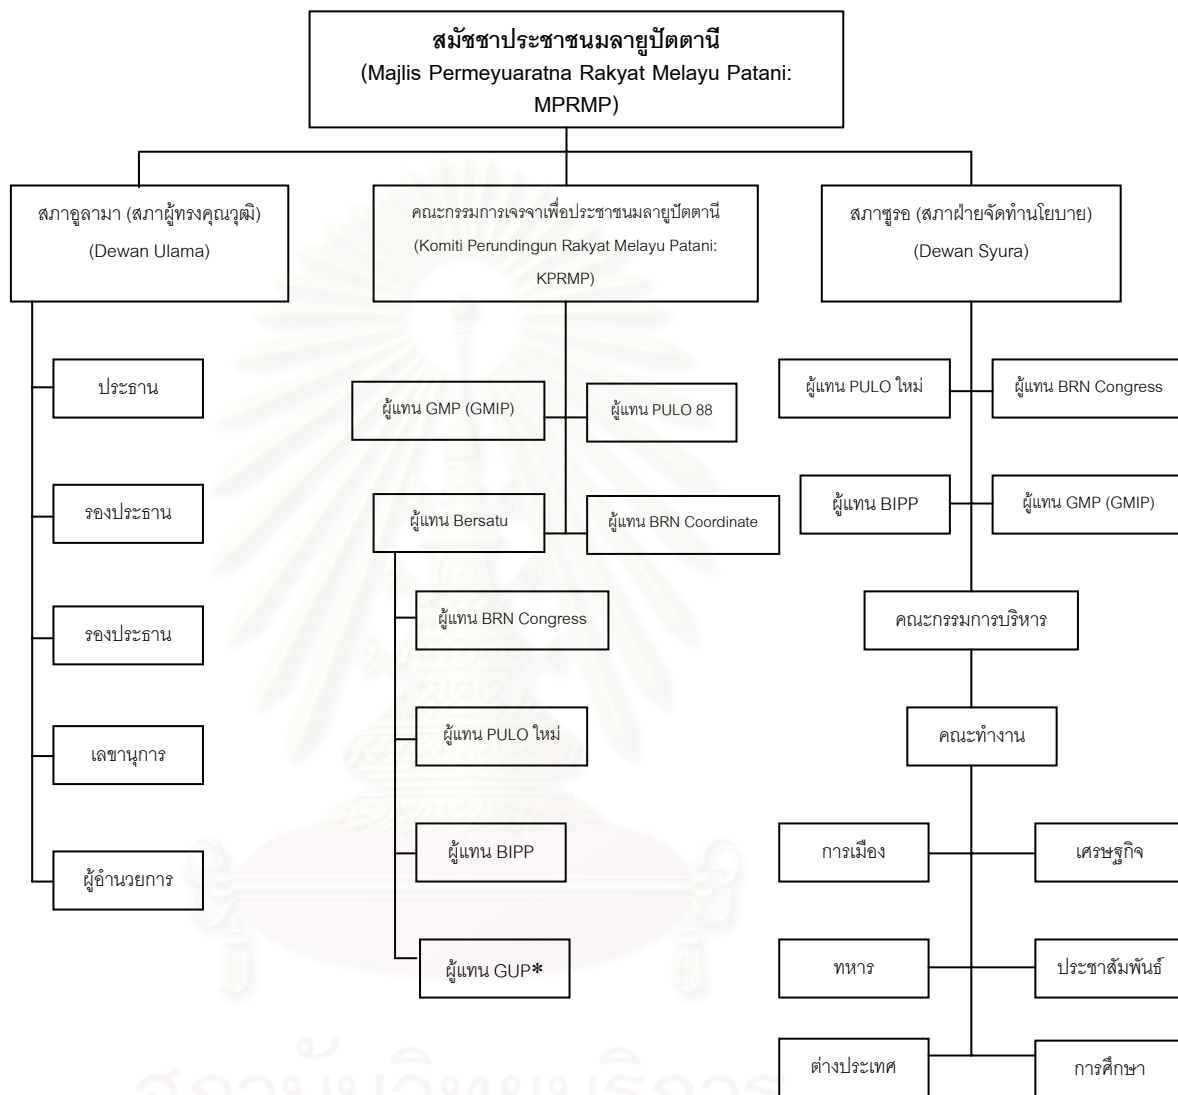 สมัชชาประชาชนมลายูปัตตานี
(Majlis Permeyuaratna Rakyat Melayu Patani:
MPRMP)
สภาอูลามา (สภาผู้ทรงคุณวุฒิ)
(Dewan Ulama)
คณะกรรมการเจรจาเพื่อประชาชนมลายูปัตตานี
(Komiti Perundingun Rakyat Melayu Patani:
KPRMP)
สภาซูรอ (สภาฝ่ายจัดทำนโยบาย)
(Dewan Syura)
ประธาน
รองประธาน
รองประธาน
เลขานุการ
ผู้อำนวยการ
ผู้แทน GMP (GMIP)
ผู้แทน PULO 88
ผู้แทน Bersatu
ผู้แทน BRN Coordinate
ผู้แทน BRN Congress
ผู้แทน PULO ใหม่
ผู้แทน BIPP
ผู้แทน GUP*
ผู้แทน PULO ใหม่
ผู้แทน BRN Congress
ผู้แทน BIPP
ผู้แทน GMP (GMIP)
คณะกรรมการบริหาร
คณะทำงาน
การเมือง
เศรษฐกิจ
ทหาร
ประชาสัมพันธ์
ต่างประเทศ
การศึกษา
สถาบันวิทยบริการ